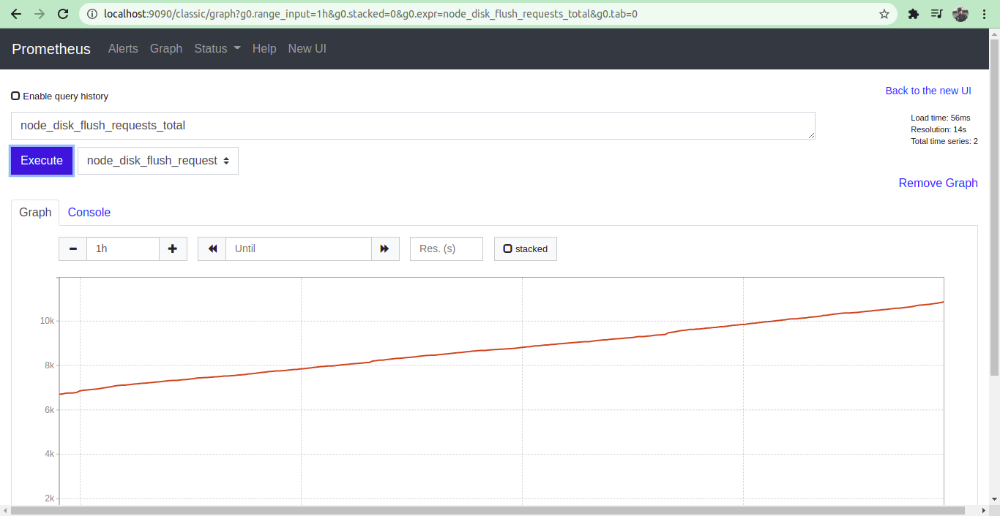 localhost:9090/classic/graph?g0.range_input=1h&g0.stacked=0&g0.expr=node_disk_flush_requests_total&g0.tab=0
Prometheus Alerts Graph Status Help New UI
Enable query history
Back to the new UI
node_disk_flush_requests_total
Load time: 56ms
Resolution: 14s
Total time series: 2
Execute node_disk_flush_request
Remove Graph
Graph Console
1h Until Res. (s) stacked
10k
8k
6k
4k
2k